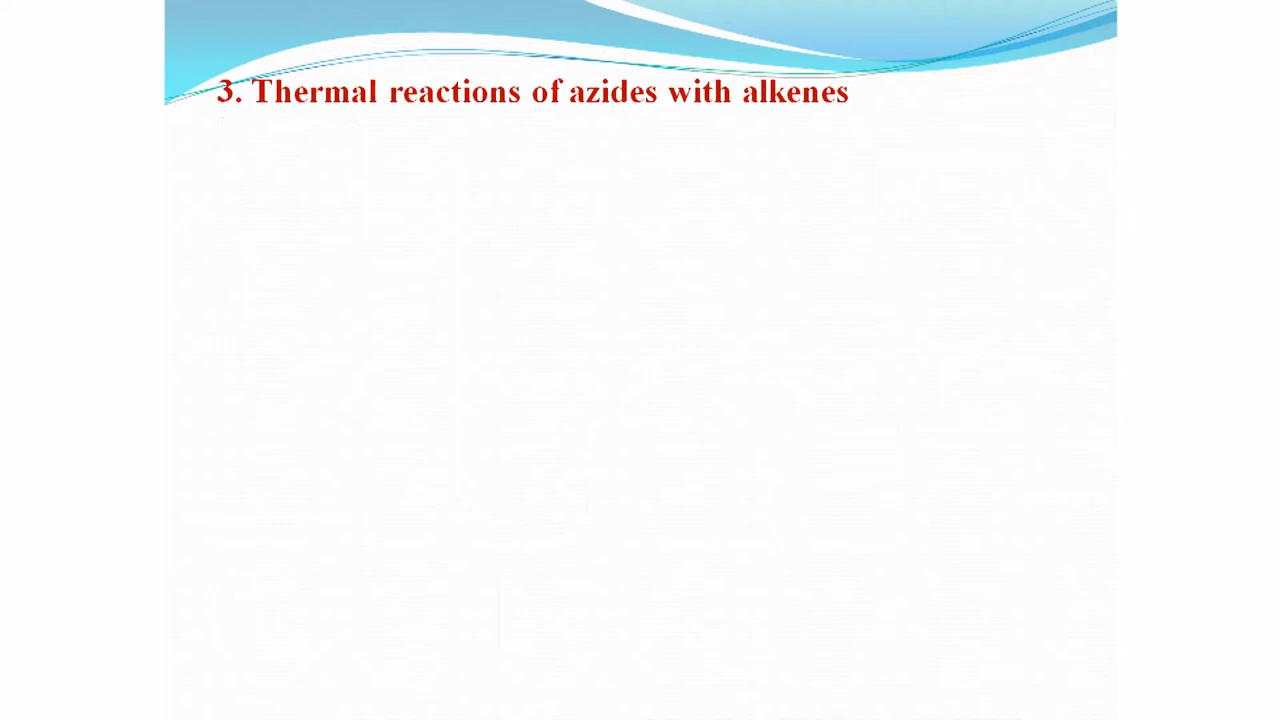 3. Thermal reactions of azides with alkenes